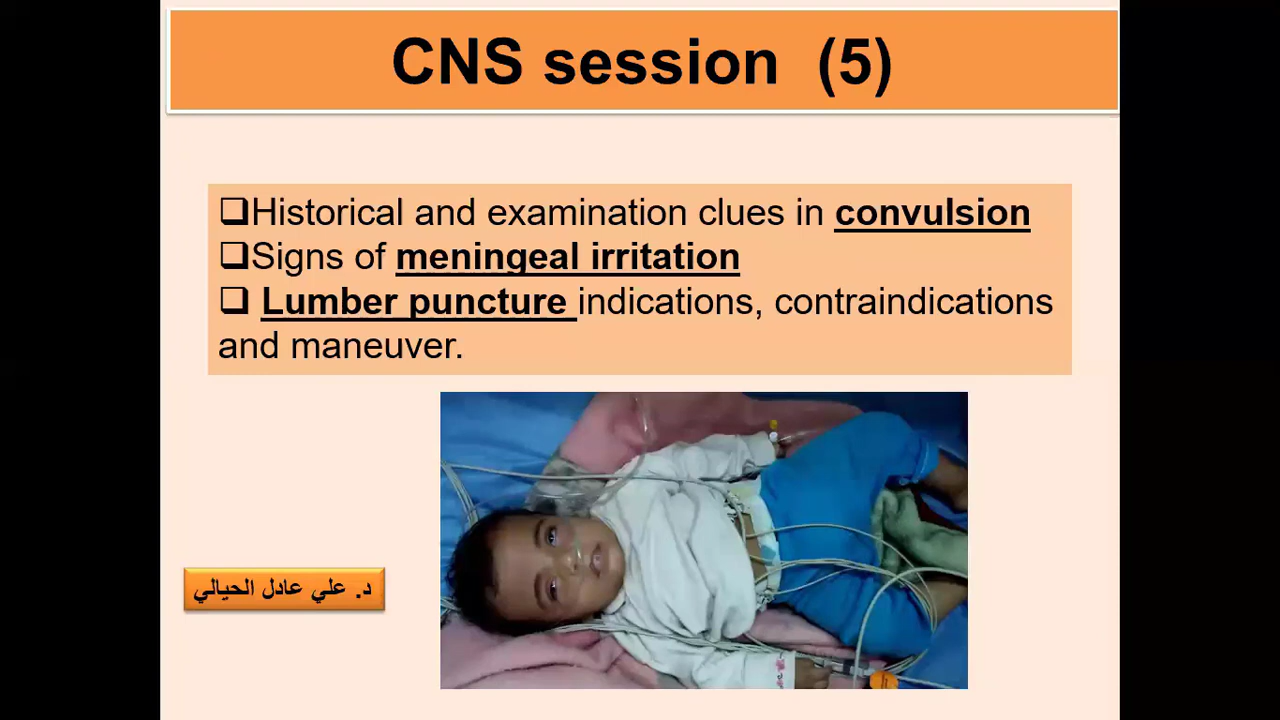 CNS session (5)
❑Historical and examination clues in convulsion
❑Signs of meningeal irritation
❑ Lumber puncture indications, contraindications
and maneuver.
د. علي عادل الحيالي